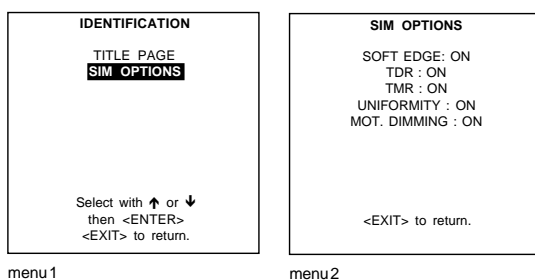 IDENTIFICATION
TITLE PAGE
SIM OPTIONS
Select with ↑ or ↓
then <ENTER>
<EXIT> to return.
menu1
SIM OPTIONS
SOFT EDGE: ON
TDR : ON
TMR : ON
UNIFORMITY : ON
MOT. DIMMING : ON
<EXIT> to return.
menu2